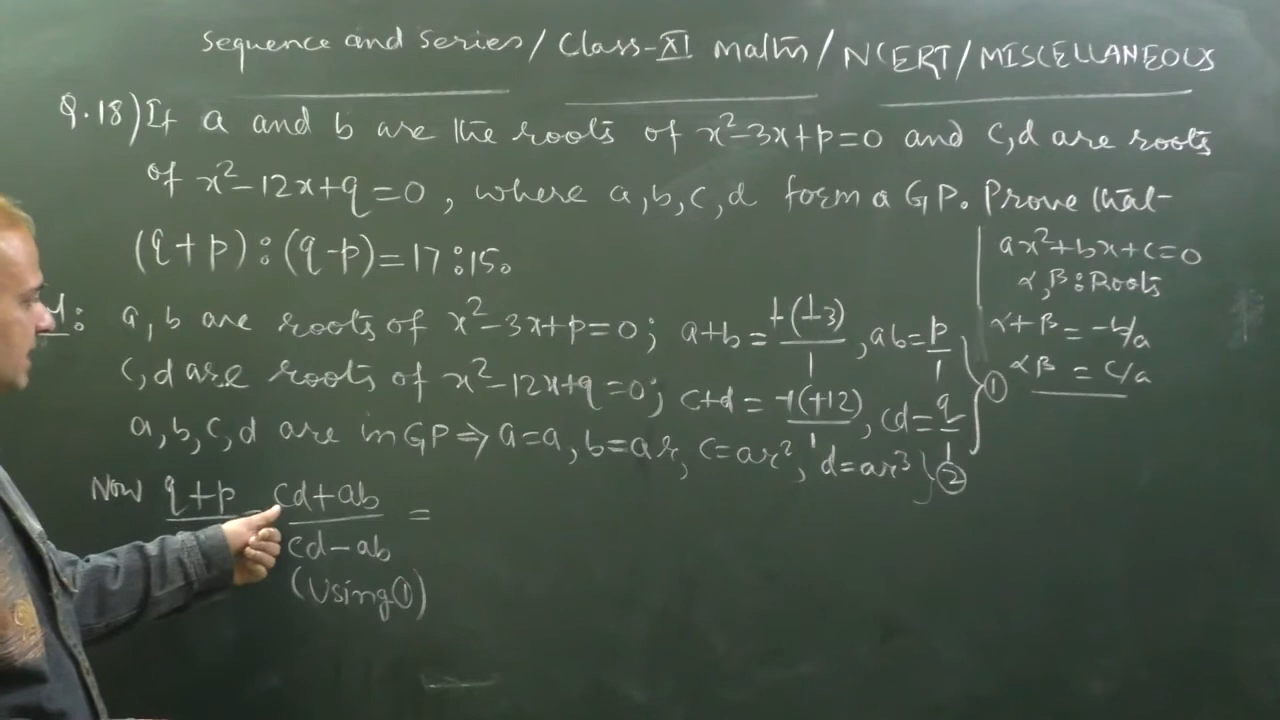 Sequence and Series/Class-XI Maths/NCERT/MISCELLANEOUS
Q.18) If a and b are the roots of x²-3x+p=0 and c,d are roots
of x²-12x+q=0, where a,b,c,d form a GP. Prove that
(q+p):(q-p)=17:15.
ax²+bx+c=0
α,β:Roots
α+β=-b/a
αβ=c/a
a,b are roots of x²-3x+p=0; a+b=-(-3)/1, ab=p/1
c,d are roots of x²-12x+q=0; c+d=-(-12)/1, cd=q/1 } ①
a,b,c,d are in GP ⇒ a=a, b=ar, c=ar², d=ar³ } ②
Now q+p = cd+ab =
cd-ab
(Using①)